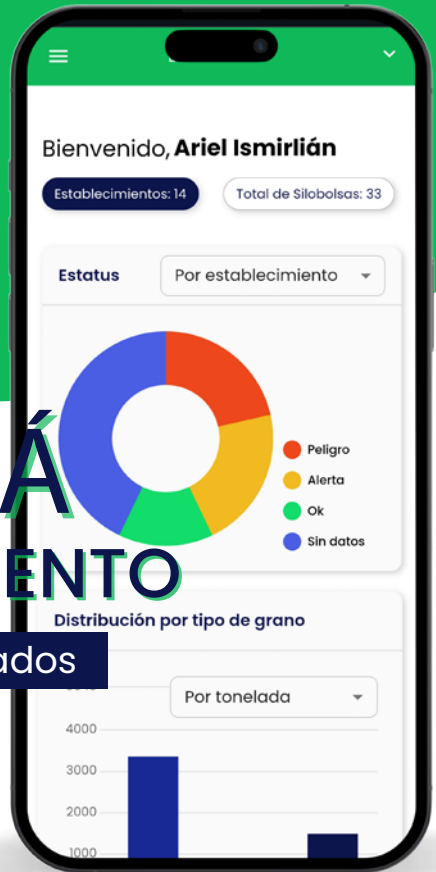 Bienvenido, Ariel Ismirlián
Establecimientos: 14
Total de Silobolsas: 33
Estatus
Por establecimiento
Peligro
Alerta
Ok
Sin datos
Á
ENTO
ados
Distribución por tipo de grano
Por tonelada
4000
3000
2000
1000